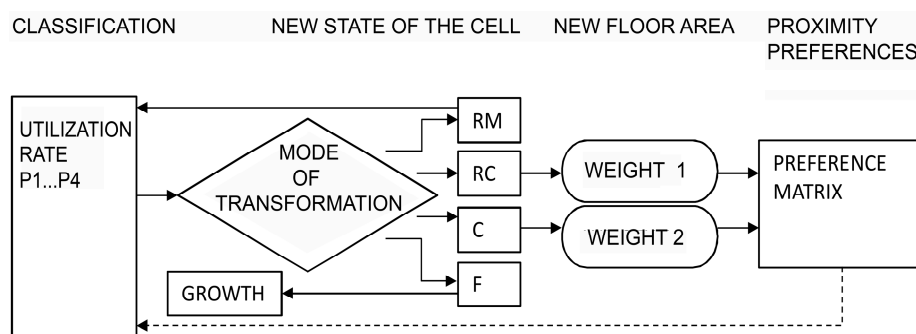 CLASSIFICATION
NEW STATE OF THE CELL
NEW FLOOR AREA
PROXIMITY
PREFERENCES
UTILIZATION
RATE
P1...P4
MODE
OF
TRANSFORMATION
RM
RC
C
F
GROWTH
WEIGHT 1
WEIGHT 2
PREFERENCE
MATRIX